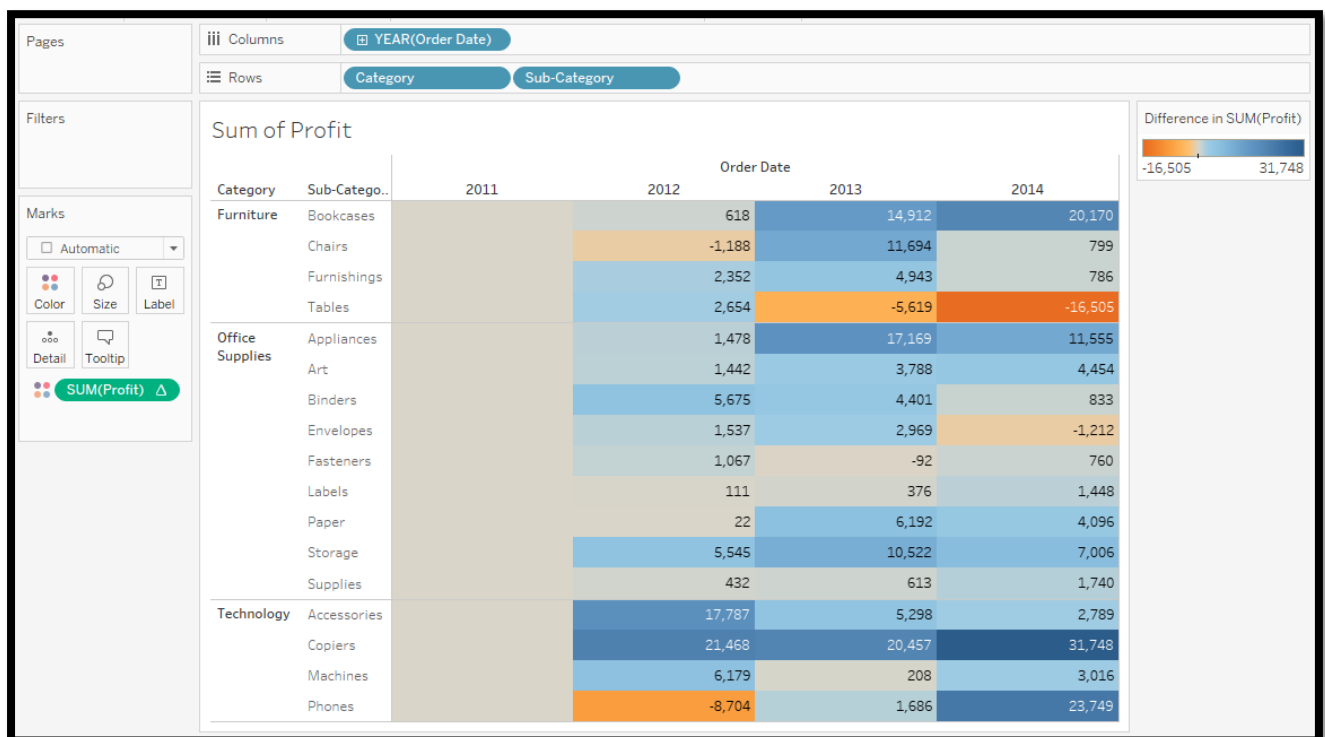 Pages
iii Columns
⊞ YEAR(Order Date)
Rows
Category
Sub-Category
Filters
Marks
Automatic
Color Size Label
Detail Tooltip
SUM(Profit) Δ
Sum of Profit
Order Date
Category Sub-Catego.. 2011 2012 2013 2014
Furniture Bookcases 618 14,912 20,170
Chairs -1,188 11,694 799
Furnishings 2,352 4,943 786
Tables 2,654 -5,619 -16,505
Office Supplies Appliances 1,478 17,169 11,555
Art 1,442 3,788 4,454
Binders 5,675 4,401 833
Envelopes 1,537 2,969 -1,212
Fasteners 1,067 -92 760
Labels 111 376 1,448
Paper 22 6,192 4,096
Storage 5,545 10,522 7,006
Supplies 432 613 1,740
Technology Accessories 17,787 5,298 2,789
Copiers 21,468 20,457 31,748
Machines 6,179 208 3,016
Phones -8,704 1,686 23,749
Difference in SUM(Profit)
-16,505 31,748